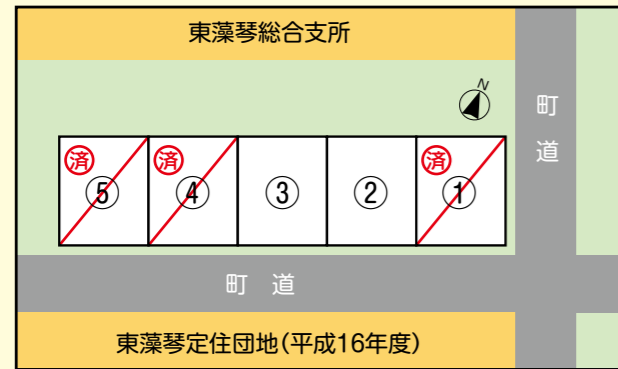 東藻琴総合支所
N
町道
済 済 済
⑤ ④ ③ ② ①
町 道
東藻琴定住団地(平成16年度)